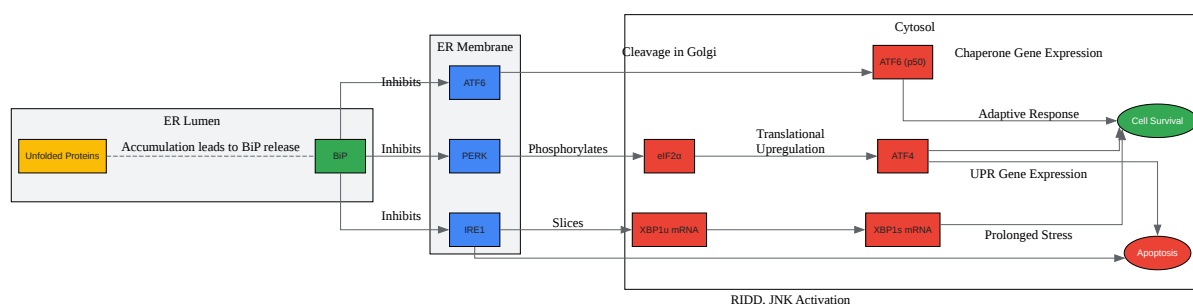 Cytosol
ER Membrane
Cleavage in Golgi
ATF6 (p50)
Chaperone Gene Expression
Inhibits
ATF6
ER Lumen
Adaptive Response
Cell Survival
Unfolded Proteins
Accumulation leads to BiP release
BiP
Inhibits
PERK
Phosphorylates
eIF2α
Translational
Upregulation
ATF4
UPR Gene Expression
Inhibits
IRE1
Slices
XBP1u mRNA
XBP1s mRNA
Prolonged Stress
Apoptosis
RIDD, JNK Activation